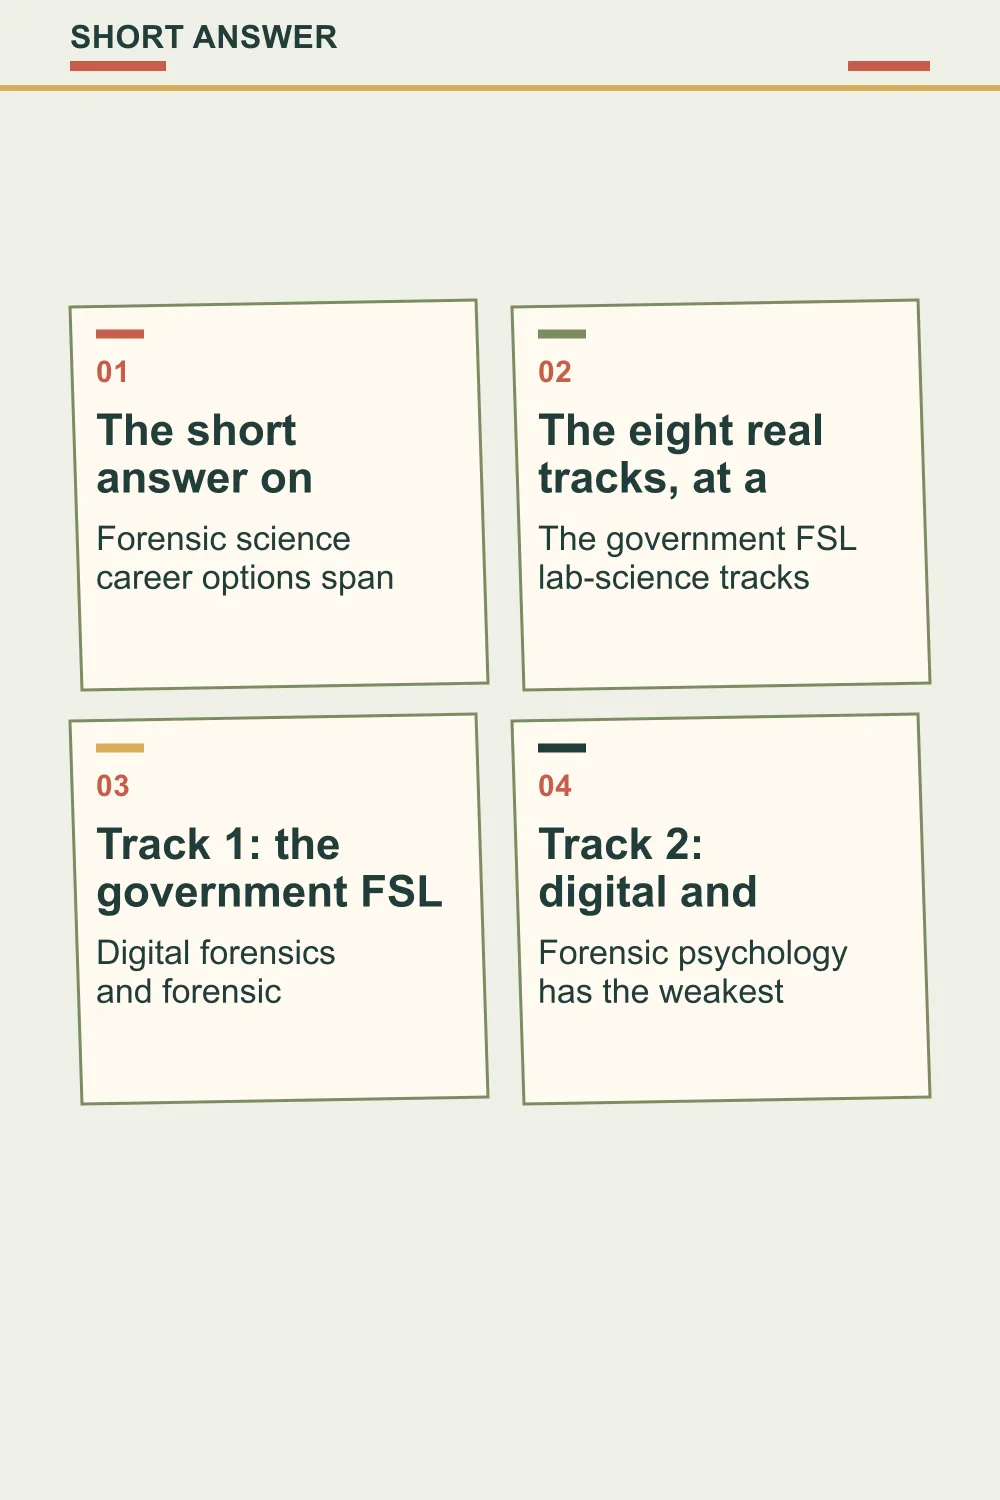 SHORT ANSWER
01
The short
answer on
Forensic science
career options span
02
The eight real
tracks, at a
The government FSL
lab-science tracks
03
Track 1: the
government FSL
Digital forensics
and forensic
04
Track 2:
digital and
Forensic psychology
has the weakest